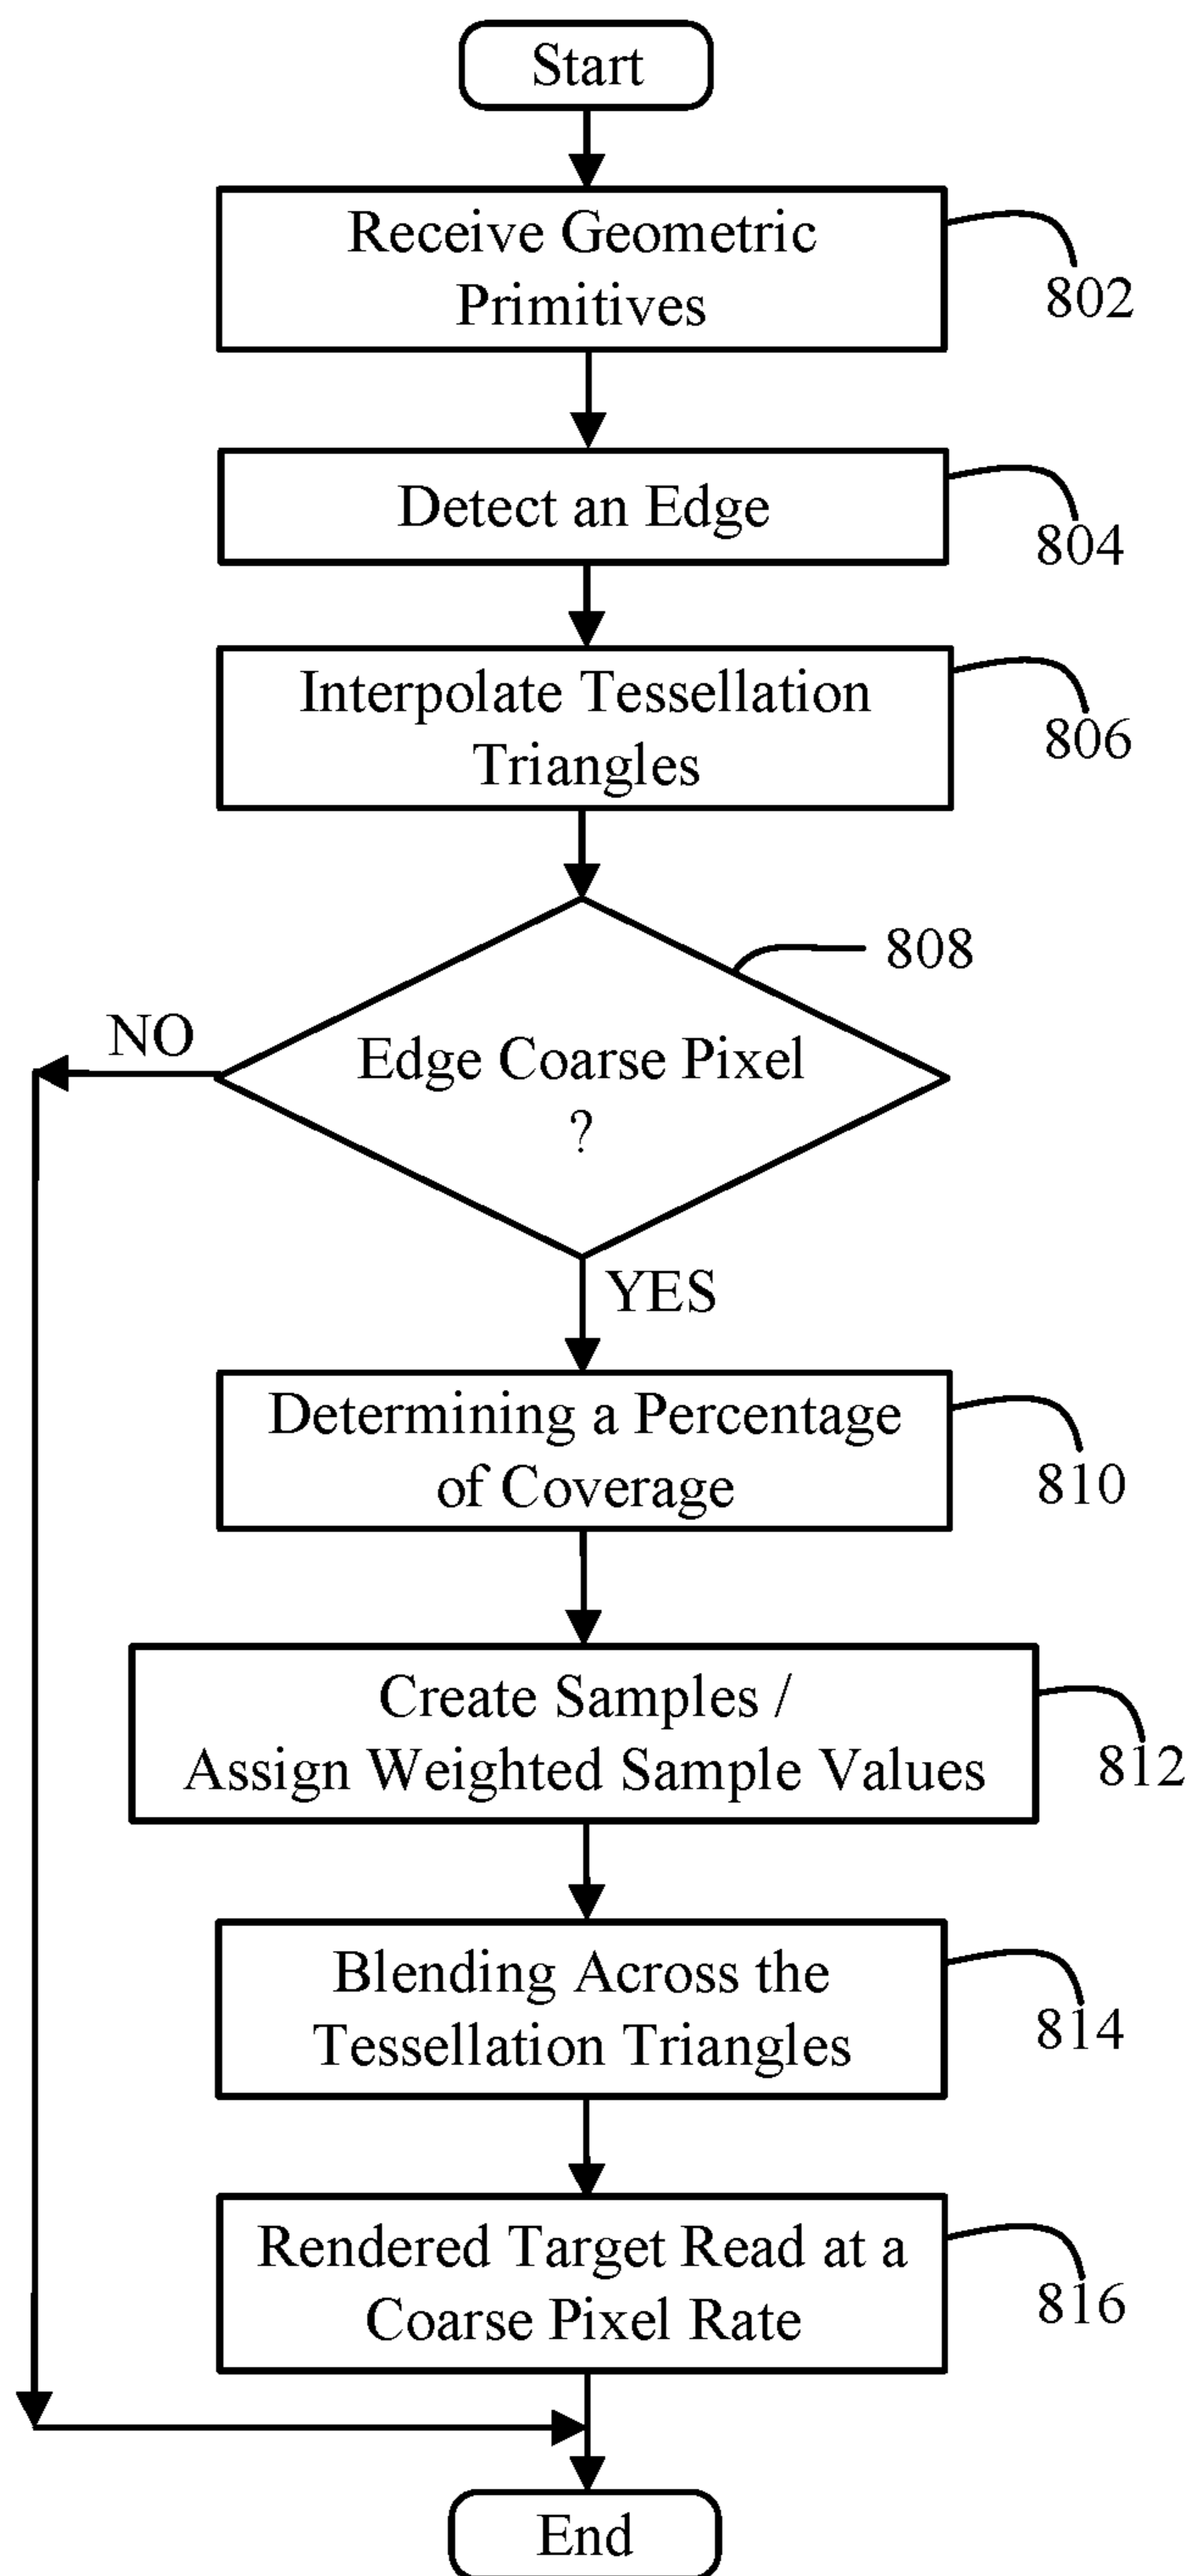 Start
Receive Geometric
Primitives
802
Detect an Edge
804
Interpolate Tessellation
Triangles
806
808
NO
Edge Coarse Pixel
?
YES
Determining a Percentage
of Coverage
810
Create Samples /
Assign Weighted Sample Values
812
Blending Across the
Tessellation Triangles
814
Rendered Target Read at a
Coarse Pixel Rate
816
End